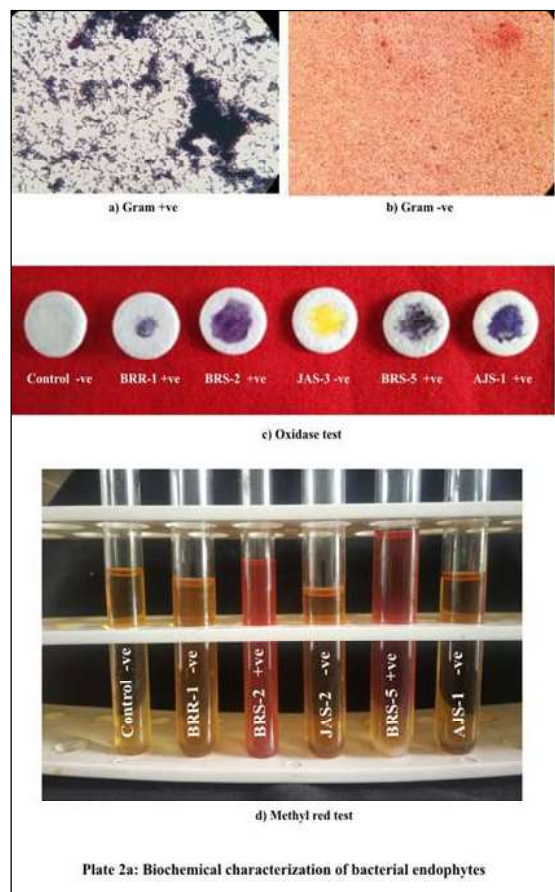 a) Gram +ve
b) Gram -ve
Control -ve
BRR-1 +ve
BRS-2 +ve
JAS-3 -ve
BRS-5 +ve
AJS-1 +ve
c) Oxidase test
Control -ve
BRR-1 -ve
BRS-2 +ve
JAS-2 -ve
BRS-5 +ve
AJS-1 -ve
d) Methyl red test
Plate 2a: Biochemical characterization of bacterial endophytes